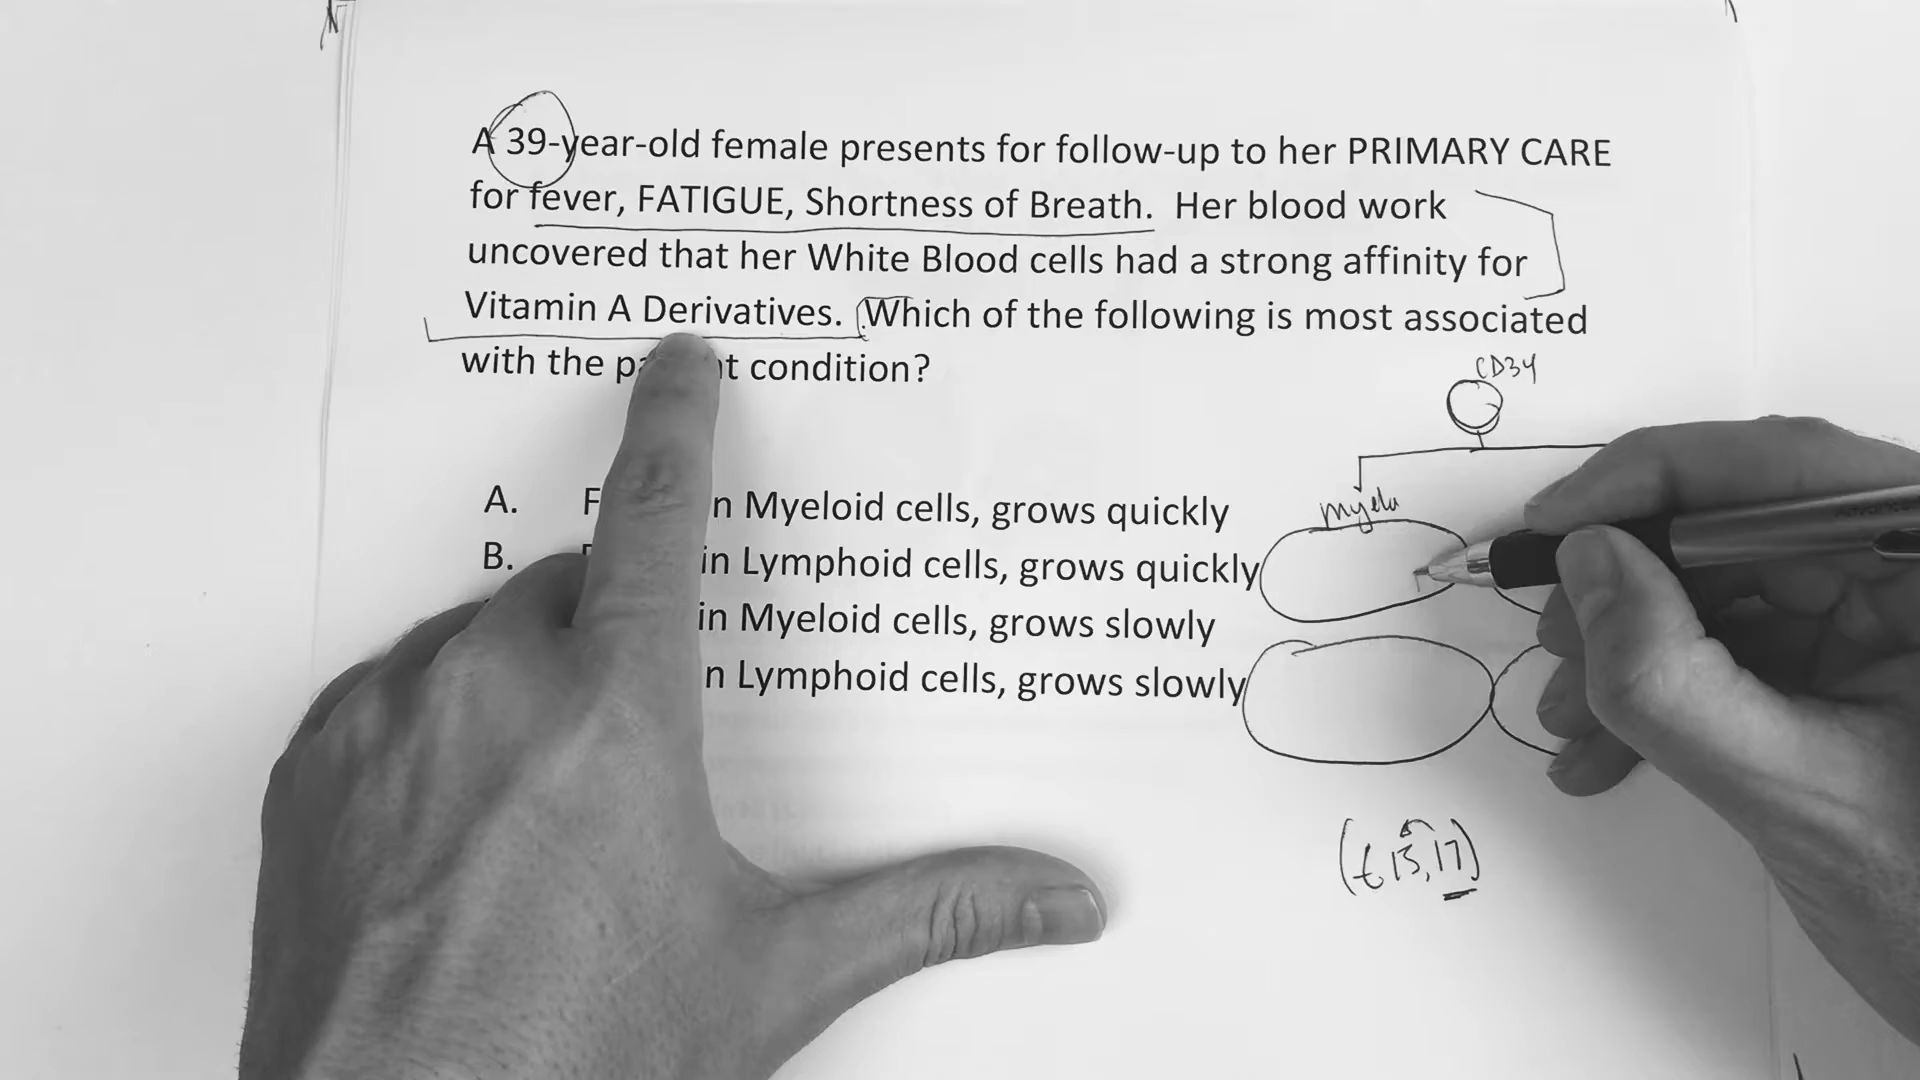 A 39-year-old female presents for follow-up to her PRIMARY CARE
for fever, FATIGUE, Shortness of Breath. Her blood work
uncovered that her White Blood cells had a strong affinity for
Vitamin A Derivatives. Which of the following is most associated
with the condition?
CD34
A. Myeloid cells, grows quickly
myelo
B. in Lymphoid cells, grows quickly
in Myeloid cells, grows slowly
Lymphoid cells, grows slowly
(t 15, 17)